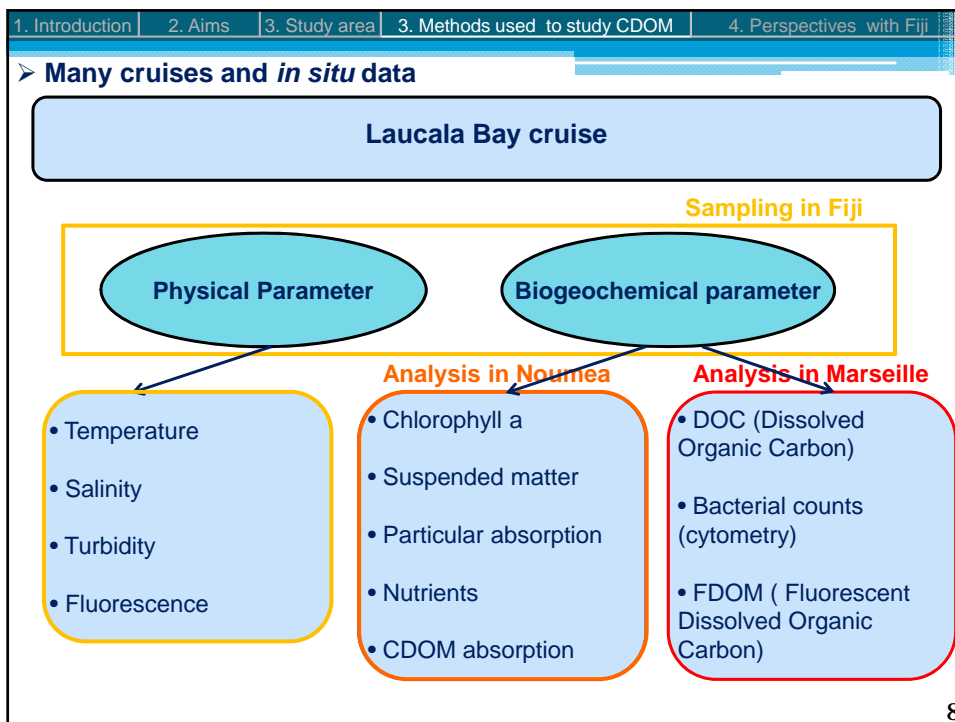 1. Introduction 2. Aims 3. Study area 3. Methods used to study CDOM 4. Perspectives with Fiji
➢ Many cruises and in situ data
Laucala Bay cruise
Sampling in Fiji
Physical Parameter
Biogeochemical parameter
• Temperature
• Salinity
• Turbidity
• Fluorescence
Analysis in Noumea
• Chlorophyll a
• Suspended matter
• Particular absorption
• Nutrients
• CDOM absorption
Analysis in Marseille
• DOC (Dissolved
Organic Carbon)
• Bacterial counts
(cytometry)
• FDOM ( Fluorescent
Dissolved Organic
Carbon)
8